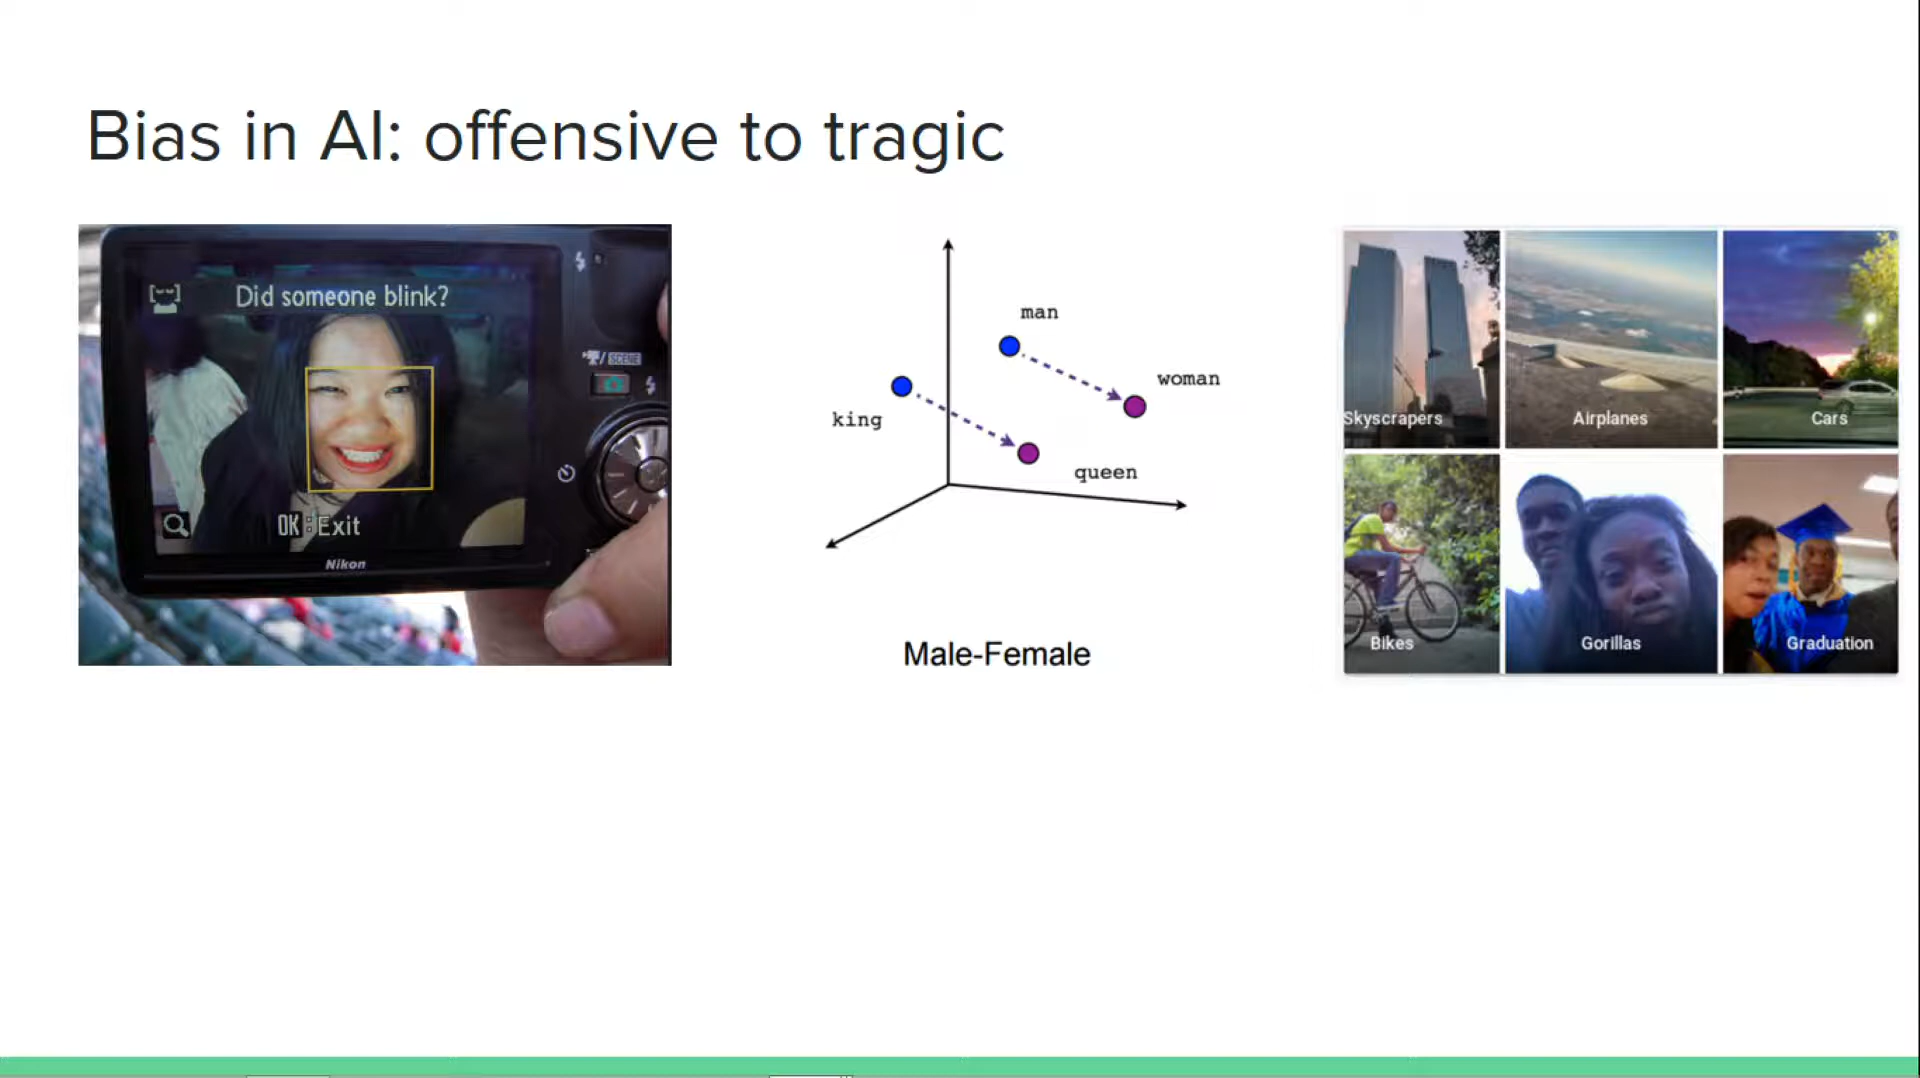 Bias in AI: offensive to tragic
Did someone blink?
SCENE
OK:Exit
Nikon
man
woman
king
queen
Male-Female
Skyscrapers
Airplanes
Cars
Bikes
Gorillas
Graduation